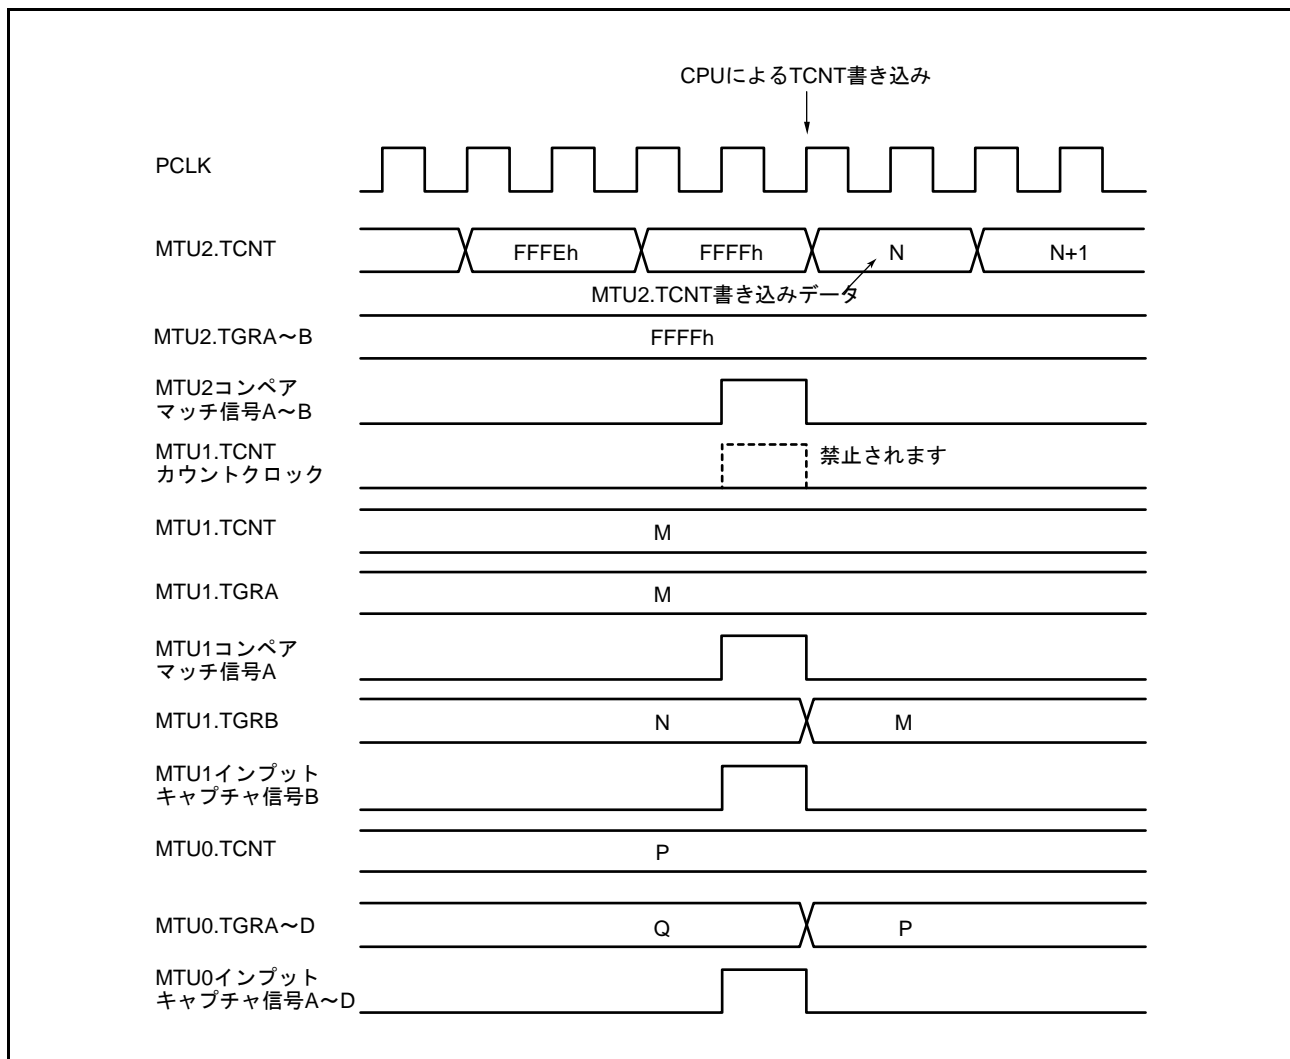 CPUによるTCNT書き込み
PCLK
MTU2.TCNT
FFFEh
FFFFh
N
N+1
MTU2.TCNT書き込みデータ
MTU2.TGRA～B
FFFFh
MTU2コンペア
マッチ信号A～B
MTU1.TCNT
カウントクロック
禁止されます
MTU1.TCNT
M
MTU1.TGRA
M
MTU1コンペア
マッチ信号A
MTU1.TGRB
N
M
MTU1インプット
キャプチャ信号B
MTU0.TCNT
P
MTU0.TGRA～D
Q
P
MTU0インプット
キャプチャ信号A～D